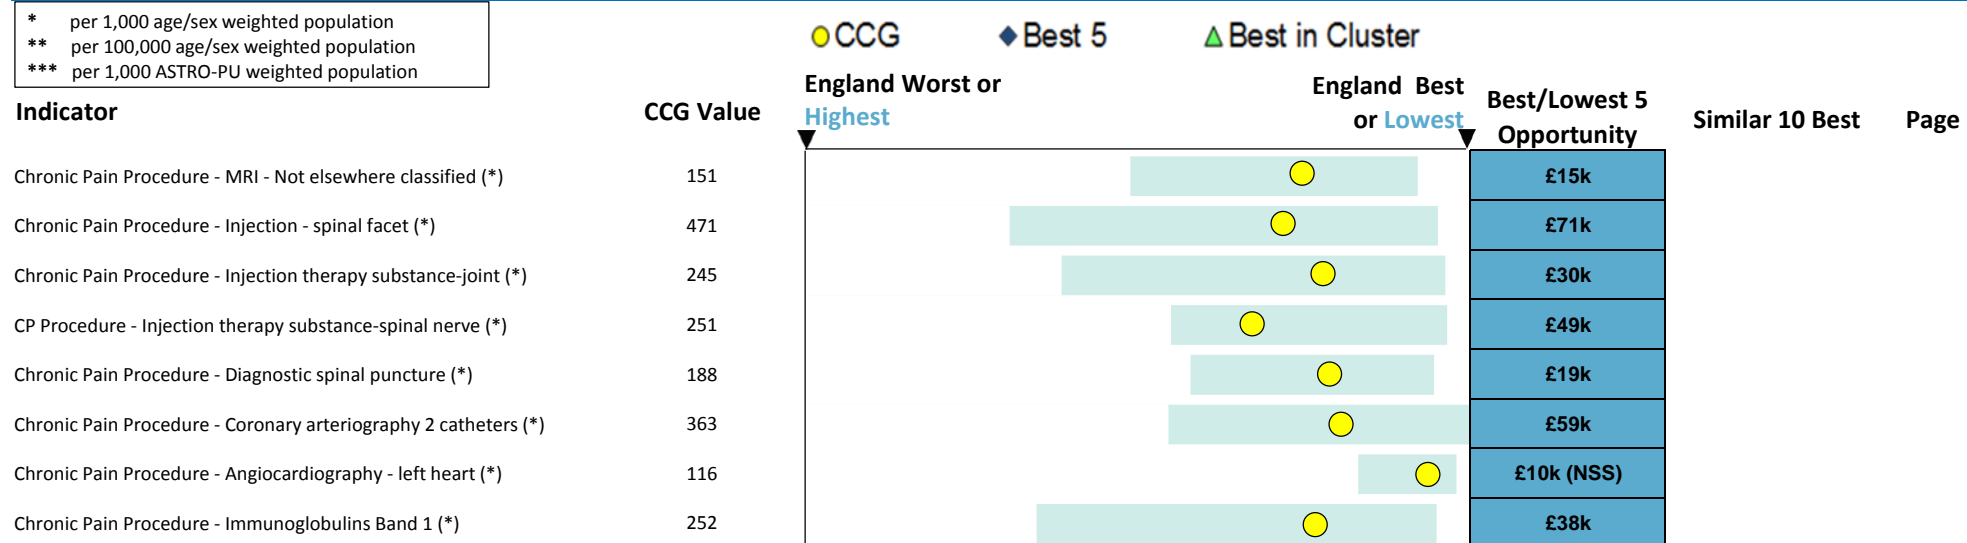 * per 1,000 age/sex weighted population
** per 100,000 age/sex weighted population
*** per 1,000 ASTRO-PU weighted population
CCG Best 5 Best in Cluster
Indicator CCG Value England Worst or Highest England Best or Lowest Best/Lowest 5 Opportunity Similar 10 Best Page
Chronic Pain Procedure - MRI - Not elsewhere classified (*) 151 £15k
Chronic Pain Procedure - Injection - spinal facet (*) 471 £71k
Chronic Pain Procedure - Injection therapy substance-joint (*) 245 £30k
CP Procedure - Injection therapy substance-spinal nerve (*) 251 £49k
Chronic Pain Procedure - Diagnostic spinal puncture (*) 188 £19k
Chronic Pain Procedure - Coronary arteriography 2 catheters (*) 363 £59k
Chronic Pain Procedure - Angiocardiography - left heart (*) 116 £10k (NSS)
Chronic Pain Procedure - Immunoglobulins Band 1 (*) 252 £38k